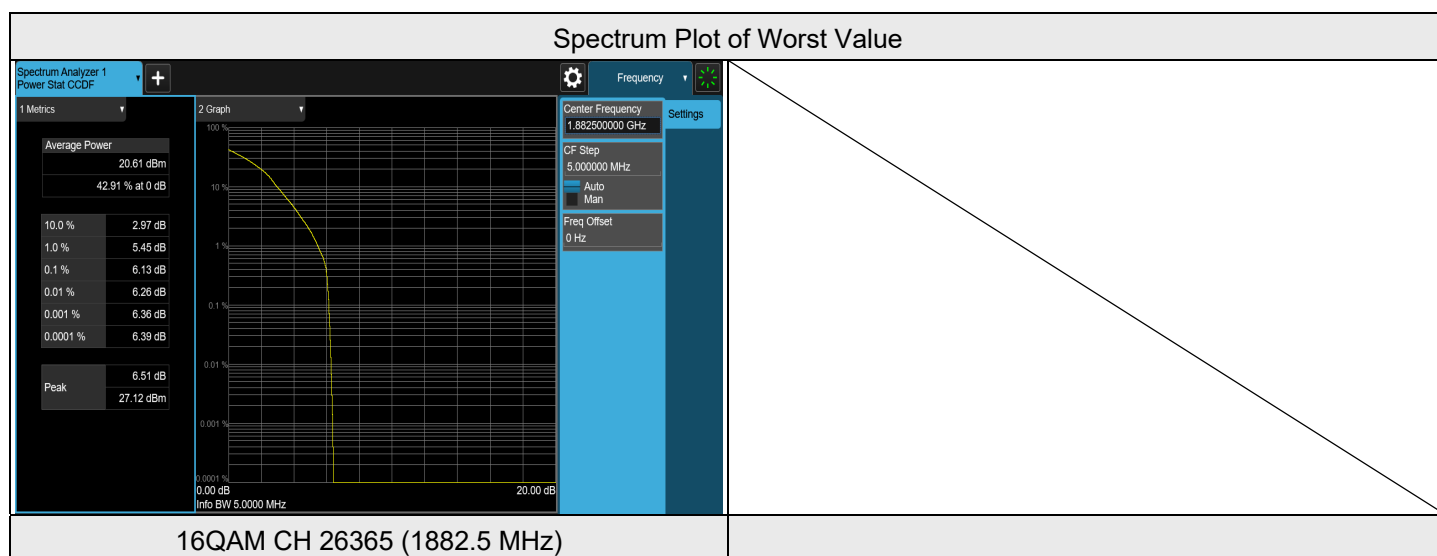 Spectrum Plot of Worst Value
Spectrum Analyzer 1
Power Stat CCDF
+
Frequency
1 Metrics
Average Power
20.61 dBm
42.91 % at 0 dB
10.0 % 2.97 dB
1.0 % 5.45 dB
0.1 % 6.13 dB
0.01 % 6.26 dB
0.001 % 6.36 dB
0.0001 % 6.39 dB
Peak
6.51 dB
27.12 dBm
2 Graph
100 %
10 %
1 %
0.1 %
0.01 %
0.001 %
0.0001 %
0.00 dB 20.00 dB
Info BW 5.0000 MHz
Center Frequency
1.882500000 GHz
CF Step
5.000000 MHz
Auto
Man
Freq Offset
0 Hz
Settings
16QAM CH 26365 (1882.5 MHz)